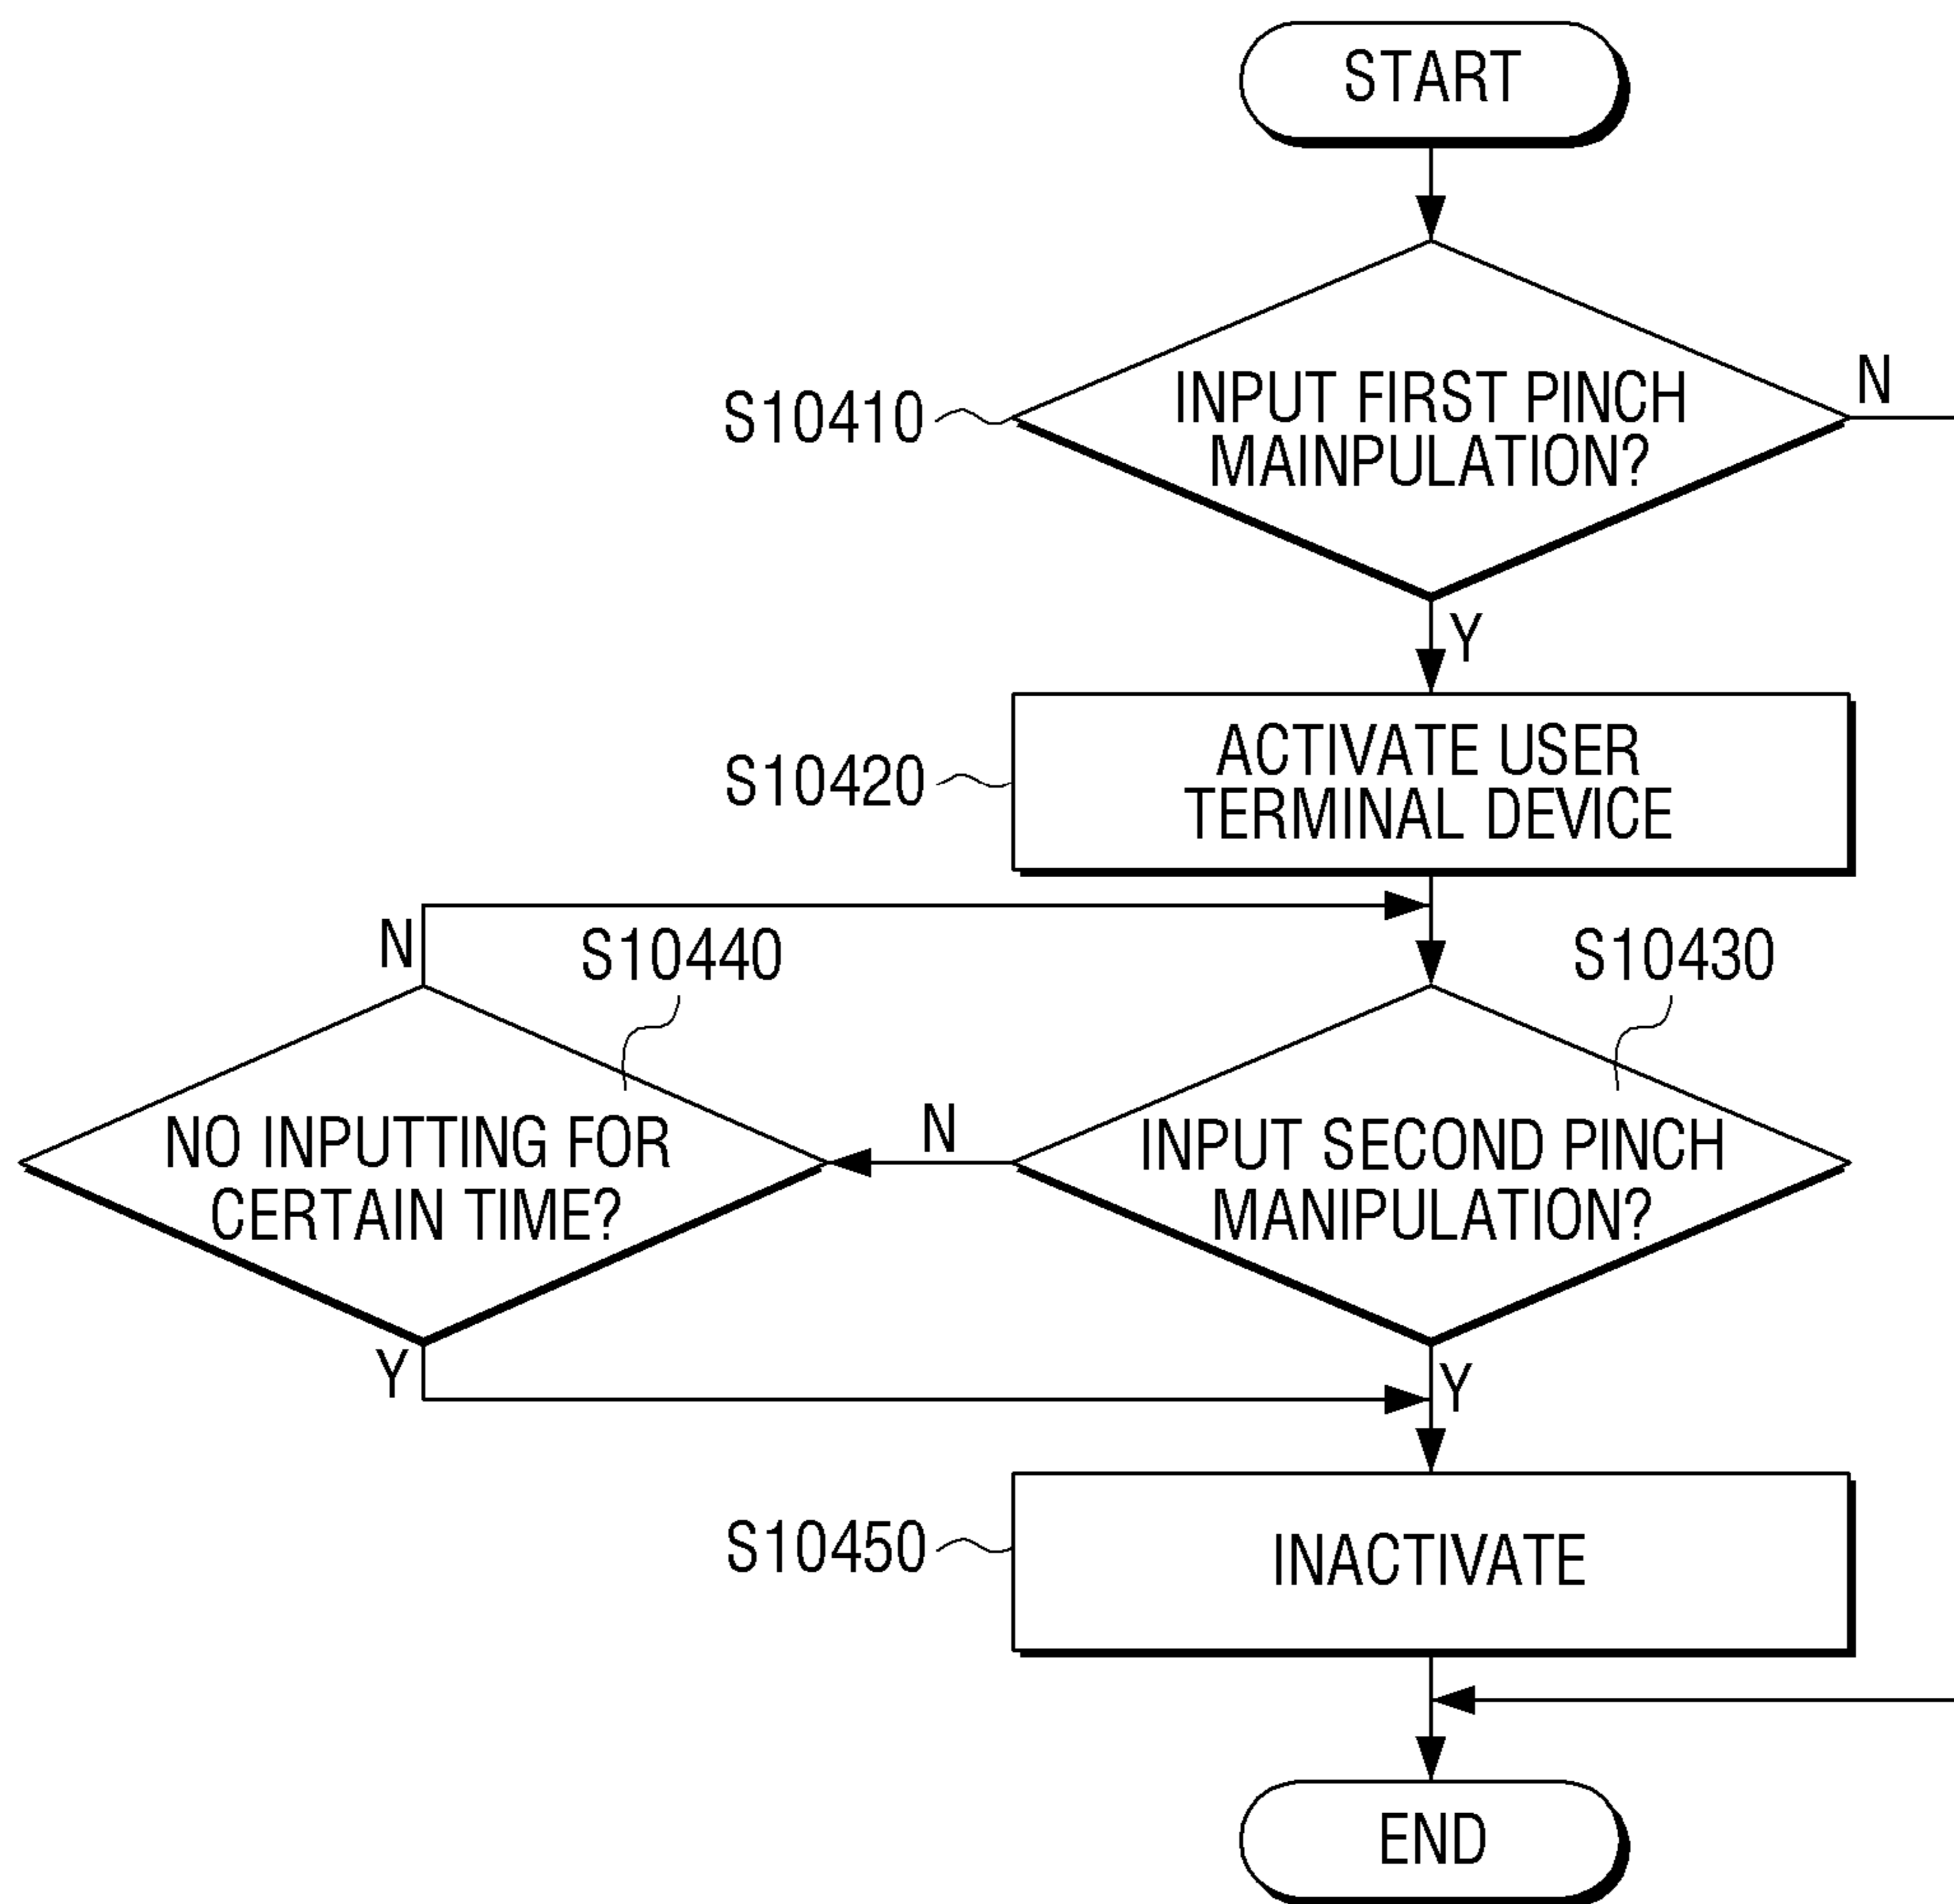 START
S10410
INPUT FIRST PINCH
MAINPULATION?
N
Y
S10420
ACTIVATE USER
TERMINAL DEVICE
N
S10440
S10430
NO INPUTTING FOR
CERTAIN TIME?
N
INPUT SECOND PINCH
MANIPULATION?
Y
Y
S10450
INACTIVATE
END